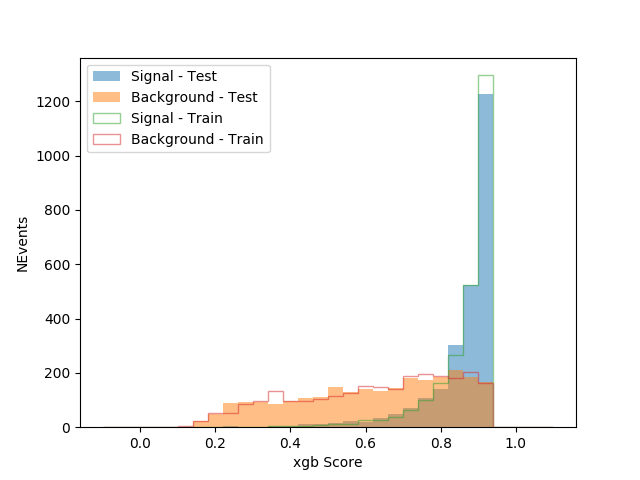 Signal - Test
Background - Test
Signal - Train
Background - Train
1200
1000
800
600
400
200
0
NEvents
0.0 0.2 0.4 0.6 0.8 1.0
xgb Score